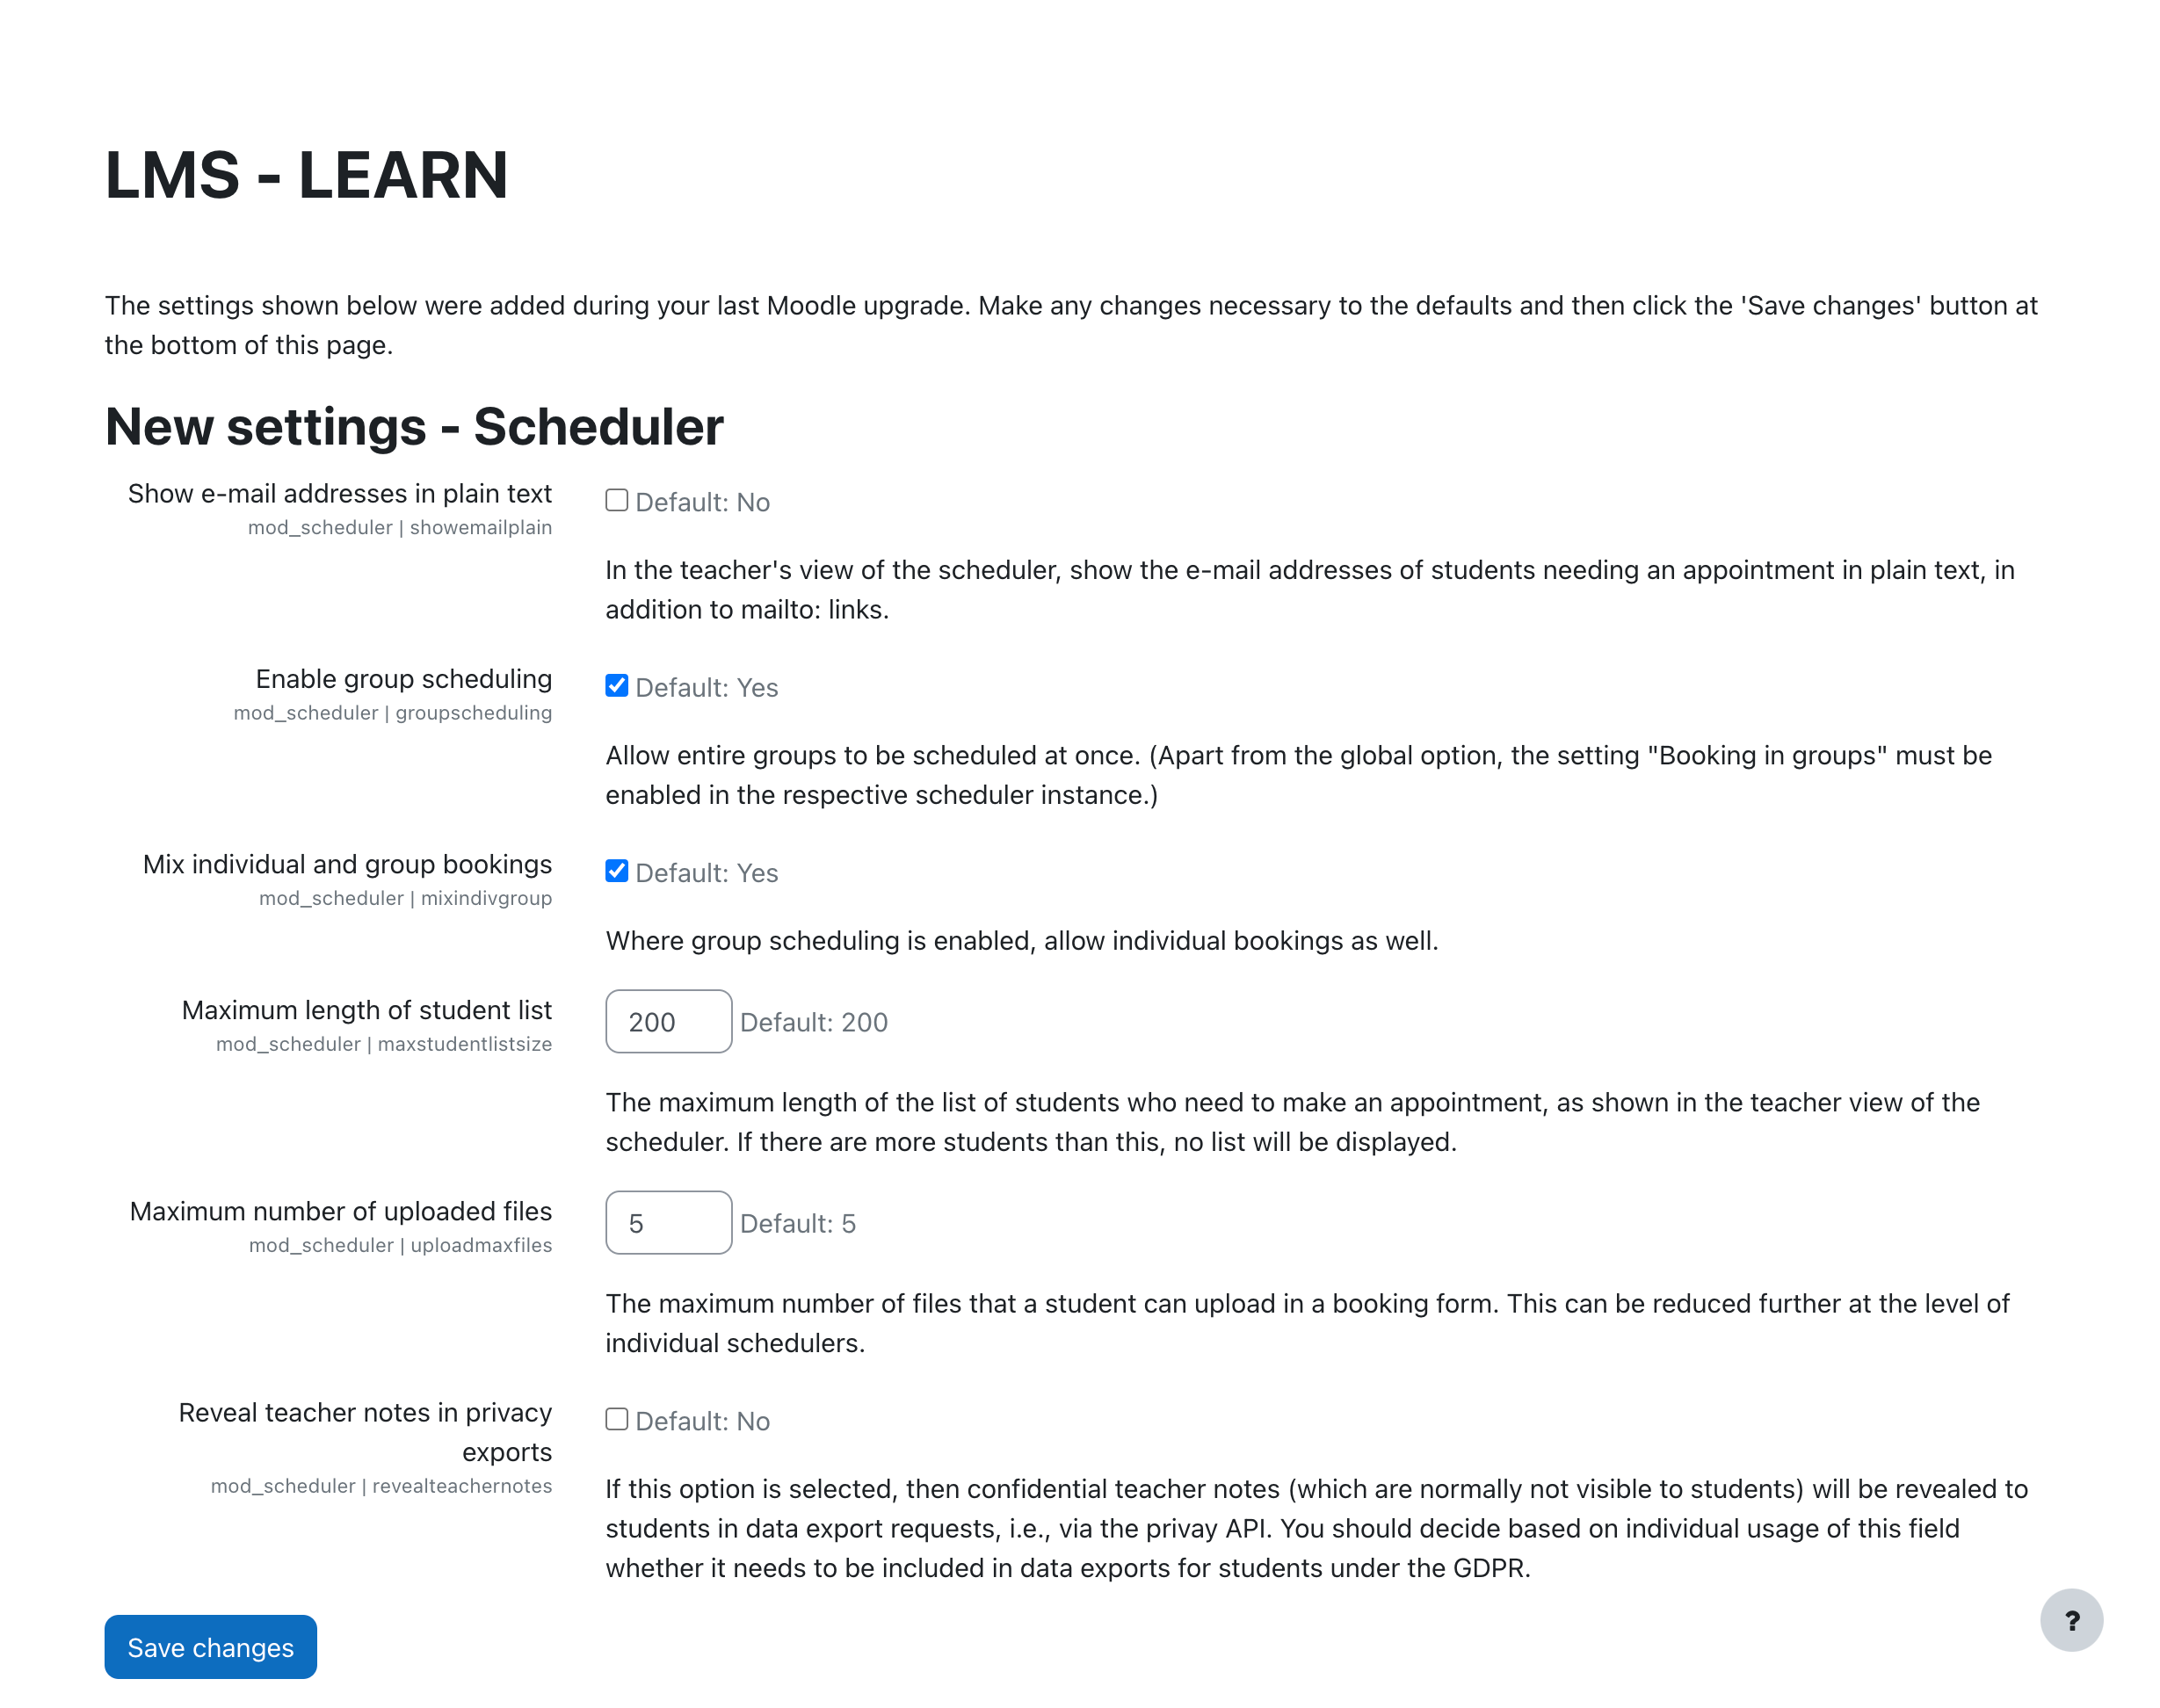 LMS - LEARN
The settings shown below were added during your last Moodle upgrade. Make any changes necessary to the defaults and then click the 'Save changes' button at
the bottom of this page.
New settings - Scheduler
Show e-mail addresses in plain text
mod_scheduler | showemailplain
Default: No
In the teacher's view of the scheduler, show the e-mail addresses of students needing an appointment in plain text, in
addition to mailto: links.
Enable group scheduling
mod_scheduler | groupscheduling
Default: Yes
Allow entire groups to be scheduled at once. (Apart from the global option, the setting "Booking in groups" must be
enabled in the respective scheduler instance.)
Mix individual and group bookings
mod_scheduler | mixindivgroup
Default: Yes
Where group scheduling is enabled, allow individual bookings as well.
Maximum length of student list
mod_scheduler | maxstudentlistsize
200 Default: 200
The maximum length of the list of students who need to make an appointment, as shown in the teacher view of the
scheduler. If there are more students than this, no list will be displayed.
Maximum number of uploaded files
mod_scheduler | uploadmaxfiles
5 Default: 5
The maximum number of files that a student can upload in a booking form. This can be reduced further at the level of
individual schedulers.
Reveal teacher notes in privacy
exports
mod_scheduler | revealteachernotes
Default: No
If this option is selected, then confidential teacher notes (which are normally not visible to students) will be revealed to
students in data export requests, i.e., via the privay API. You should decide based on individual usage of this field
whether it needs to be included in data exports for students under the GDPR.
Save changes
?